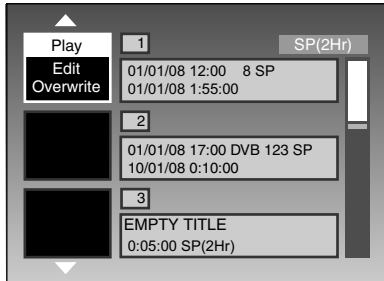 Play
Edit
Overwrite
1
SP(2Hr)
01/01/08 12:00 8 SP
01/01/08 1:55:00
2
01/01/08 17:00 DVB 123 SP
10/01/08 0:10:00
3
EMPTY TITLE
0:05:00 SP(2Hr)